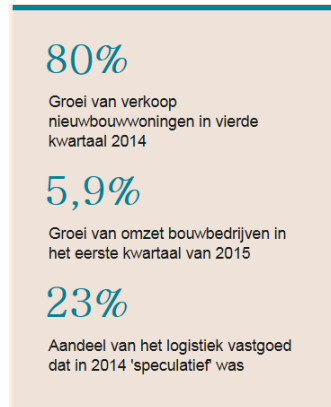 80%
Groei van verkoop
nieuwbouwwoningen in vierde
kwartaal 2014
5,9%
Groei van omzet bouwbedrijven in
het eerste kwartaal van 2015
23%
Aandeel van het logistiek vastgoed
dat in 2014 'speculatief' was